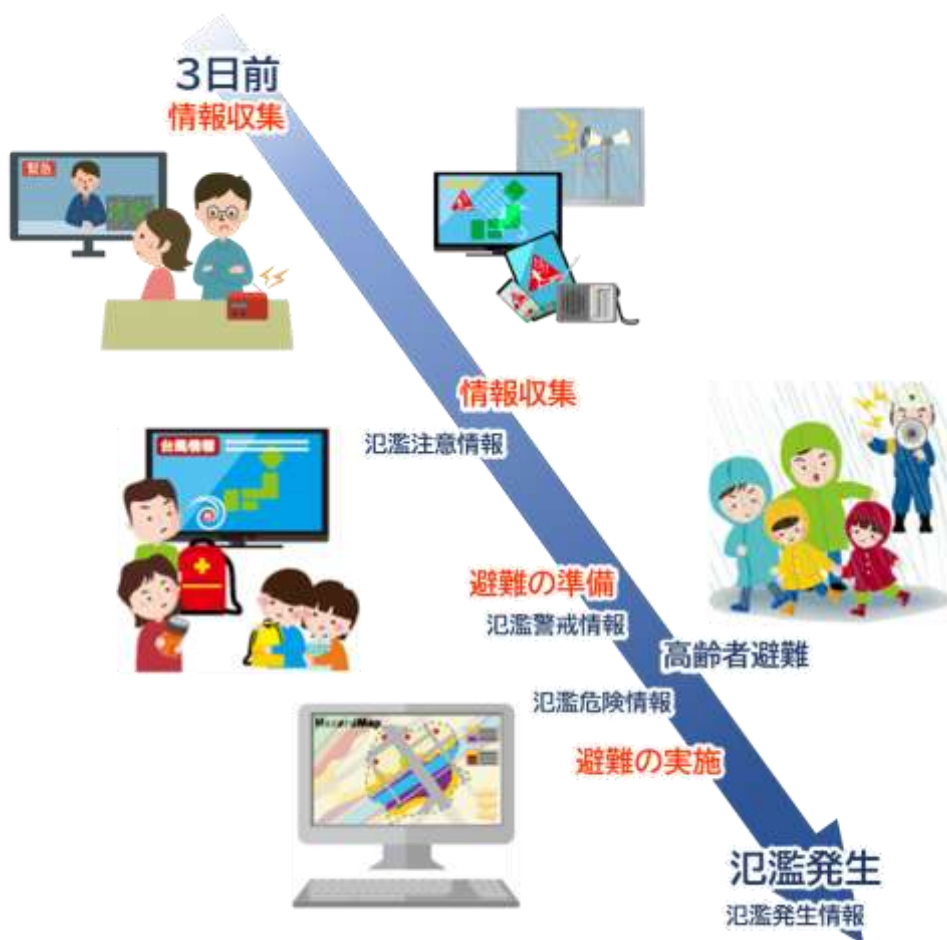 3日前
情報収集
緊急
情報収集
氾濫注意情報
台風情報
避難の準備
氾濫警戒情報
高齢者避難
氾濫危険情報
HazardMap
避難の実施
氾濫発生
氾濫発生情報